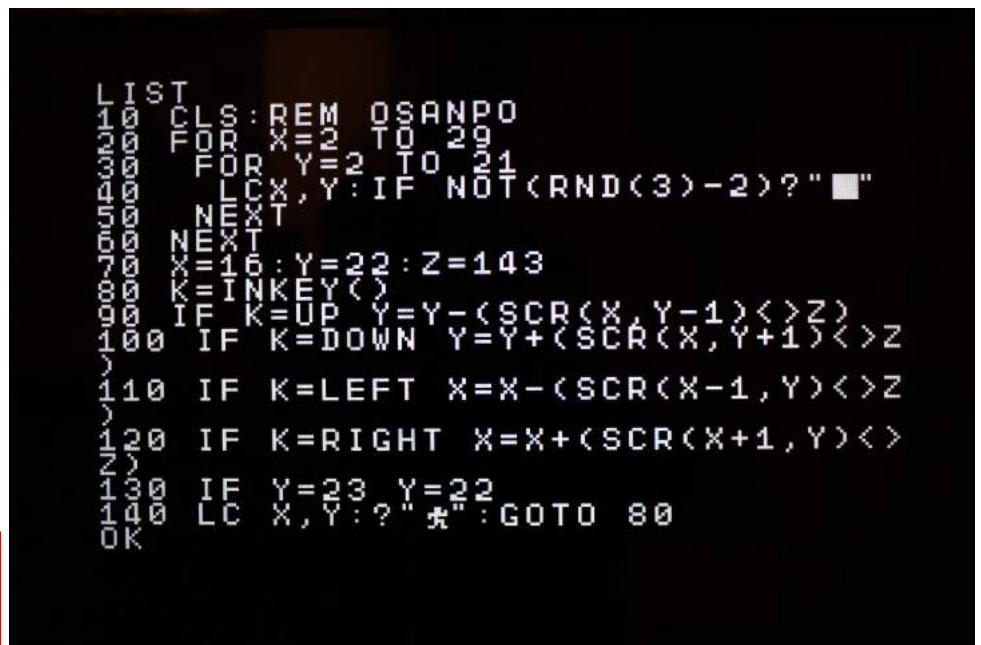 LIST
10 CLS:REM OSANPO
20 FOR X=2 TO 29
30  FOR Y=2 TO 21
40   LCX,Y:IF NOT(RND(3)-2)?"■"
50  NEXT
60 NEXT
70 X=16:Y=22:Z=143
80 K=INKEY()
90 IF K=UP Y=Y-(SCR(X,Y-1)<>Z)
100 IF K=DOWN Y=Y+(SCR(X,Y+1)<>Z
)
110 IF K=LEFT X=X-(SCR(X-1,Y)<>Z
)
120 IF K=RIGHT X=X+(SCR(X+1,Y)<>
Z)
130 IF Y=23 Y=22
140 LC X,Y:?"🯅":GOTO 80
OK